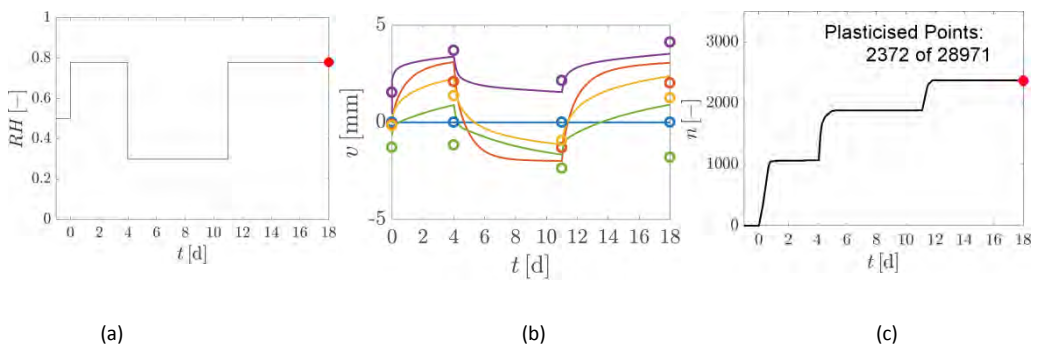 1
0.8
0.6
0.4
0.2
0
RH [−]
0 2 4 6 8 10 12 14 16 18
t [d]
(a)
5
0
-5
v [mm]
0 2 4 6 8 10 12 14 16 18
t [d]
(b)
Plasticised Points:
2372 of 28971
3000
2000
1000
0
n [−]
0 2 4 6 8 10 12 14 16 18
t [d]
(c)